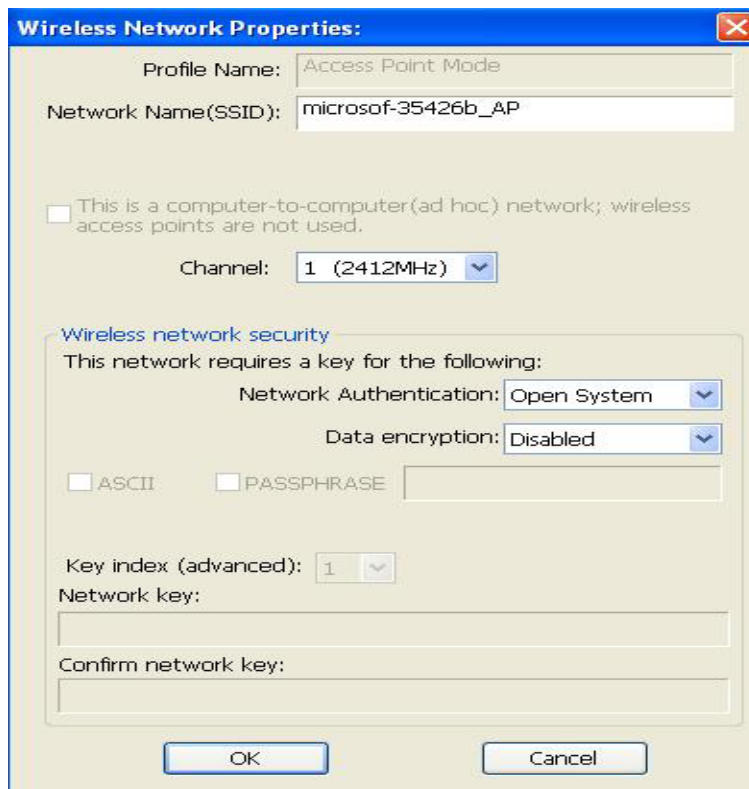 Wireless Network Properties:
Profile Name: Access Point Mode
Network Name(SSID): microsof-35426b_AP
This is a computer-to-computer(ad hoc) network; wireless
access points are not used.
Channel: 1 (2412MHz)
Wireless network security
This network requires a key for the following:
Network Authentication: Open System
Data encryption: Disabled
ASCII PASSPHRASE
Key index (advanced): 1
Network key:
Confirm network key:
OK Cancel